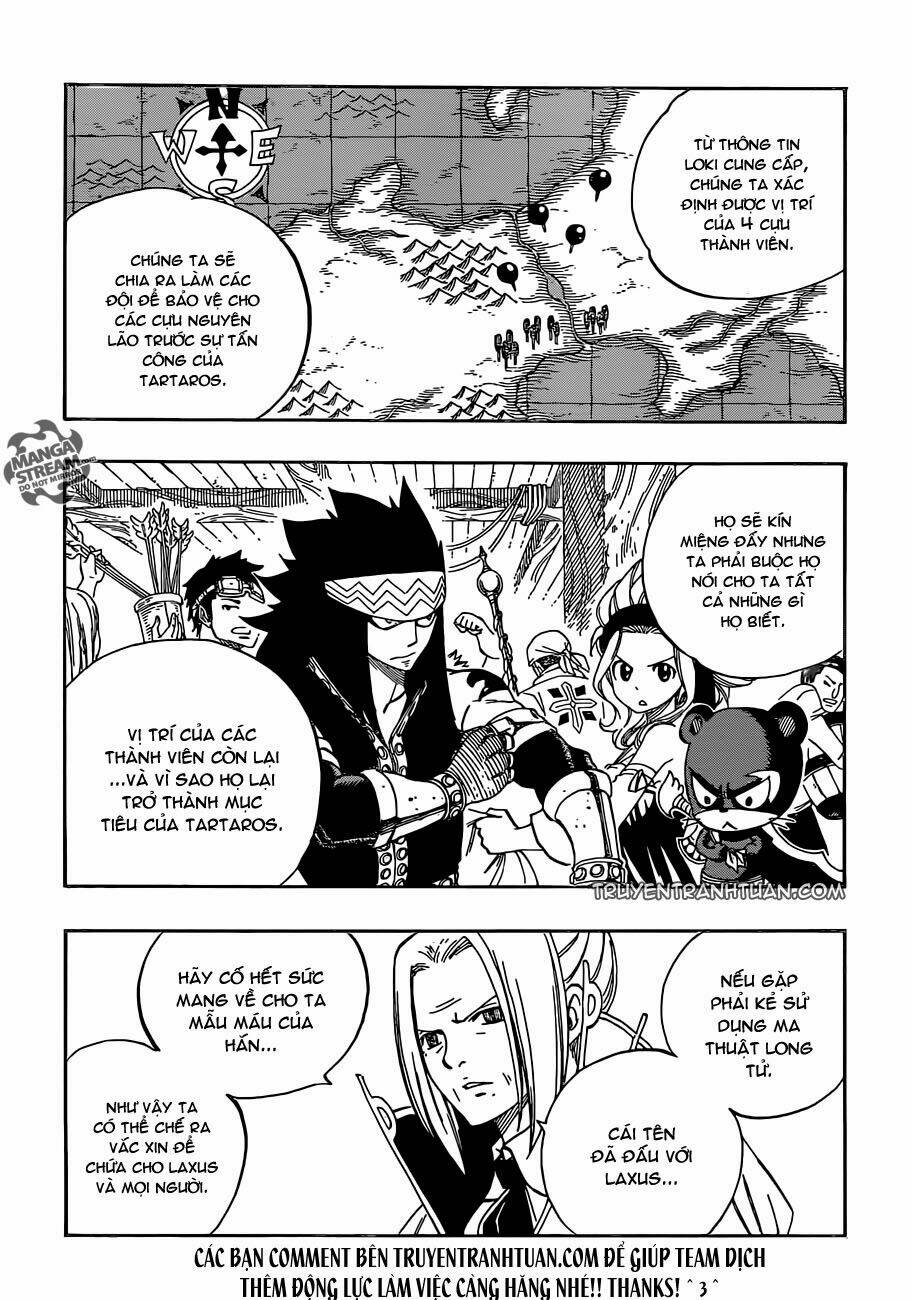 N
W E
S
TỪ THÔNG TIN
LOKI CUNG CẤP,
CHÚNG TA XÁC
ĐỊNH ĐƯỢC VỊ TRÍ
CỦA 4 CỰU
THÀNH VIÊN.
CHÚNG TA SẼ
CHIA RA LÀM CÁC
ĐỘI ĐỂ BẢO VỆ CHO
CÁC CỰU NGUYÊN
LÃO TRƯỚC SỰ TẤN
CÔNG CỦA
TARTAROS.
MANGA
STREAM.com
DO NOT MIRROR
HỌ SẼ KÍN
MIỆNG ĐẤY NHƯNG
TA PHẢI BUỘC HỌ
NÓI CHO TA TẤT
CẢ NHỮNG GÌ
HỌ BIẾT.
VỊ TRÍ CỦA CÁC
THÀNH VIÊN CÒN LẠI
...VÀ VÌ SAO HỌ LẠI
TRỞ THÀNH MỤC
TIÊU CỦA TARTAROS.
TRUYENTRANHTUAN.COM
NẾU GẶP
PHẢI KẺ SỬ
DỤNG MA
THUẬT LONG
TỬ.
CÁI TÊN
ĐÃ ĐẤU VỚI
LAXUS...
HÃY CỐ HẾT SỨC
MANG VỀ CHO TA
MẪU MÁU CỦA
HẮN...
NHƯ VẬY TA
CÓ THỂ CHẾ RA
VẮC XIN ĐỂ
CHỮA CHO LAXUS
VÀ MỌI NGƯỜI.
CÁC BẠN COMMENT BÊN TRUYENTRANHTUAN.COM ĐỂ GIÚP TEAM DỊCH
THÊM ĐỘNG LỰC LÀM VIỆC CÀNG HĂNG NHÉ!! THANKS! ^ 3 ^